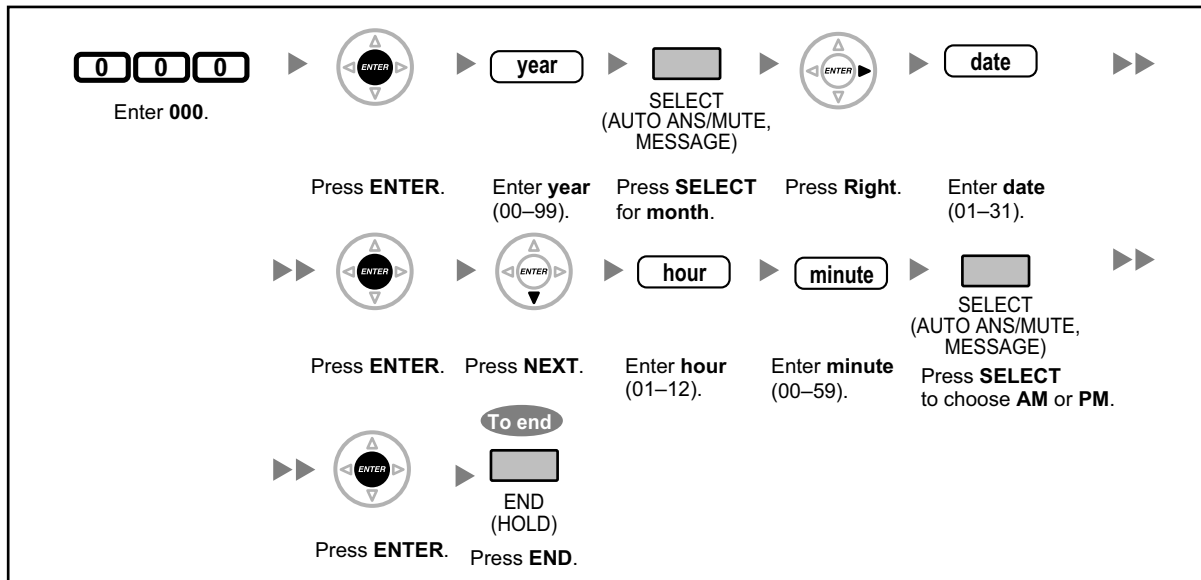 0 0 0 ENTER year ENTER date
SELECT
(AUTO ANS/MUTE,
MESSAGE)
Enter 000.
Press ENTER. Enter year Press SELECT Press Right. Enter date
(00–99). for month. (01–31).
ENTER ENTER hour minute
SELECT
(AUTO ANS/MUTE,
MESSAGE)
Press ENTER. Press NEXT. Enter hour Enter minute Press SELECT
(01–12). (00–59). to choose AM or PM.
To end
ENTER
END
(HOLD)
Press ENTER. Press END.